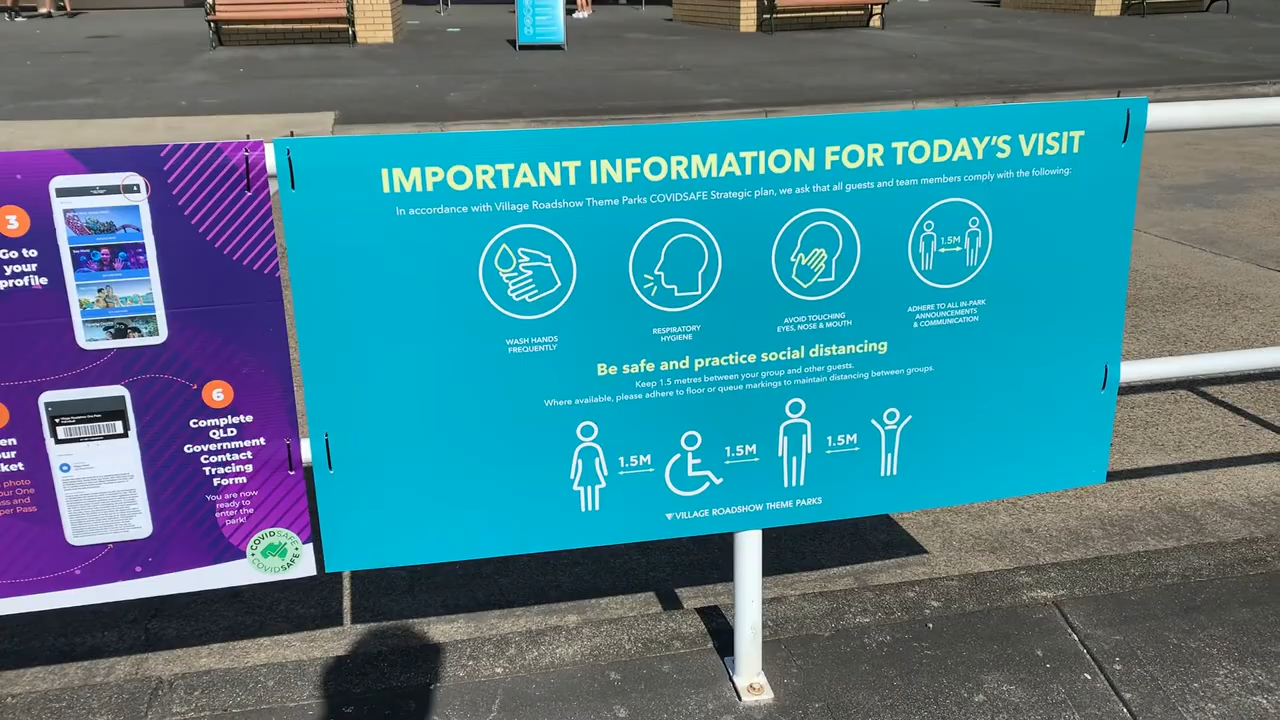 3
Go to
your
profile
6
Complete
QLD
Government
Contact
Tracing
Form
You are now
ready to
enter the
park!
photo
One
and
per Pass
COVIDSAFE
COVIDSAFE
IMPORTANT INFORMATION FOR TODAY'S VISIT
In accordance with Village Roadshow Theme Parks COVIDSAFE Strategic plan, we ask that all guests and team members comply with the following:
1.5M
WASH HANDS
FREQUENTLY
RESPIRATORY
HYGIENE
AVOID TOUCHING
EYES, NOSE & MOUTH
ADHERE TO ALL IN-PARK
ANNOUNCEMENTS
& COMMUNICATION
Be safe and practice social distancing
Keep 1.5 metres between your group and other guests.
Where available, please adhere to floor or queue markings to maintain distancing between groups.
1.5M 1.5M 1.5M
VILLAGE ROADSHOW THEME PARKS